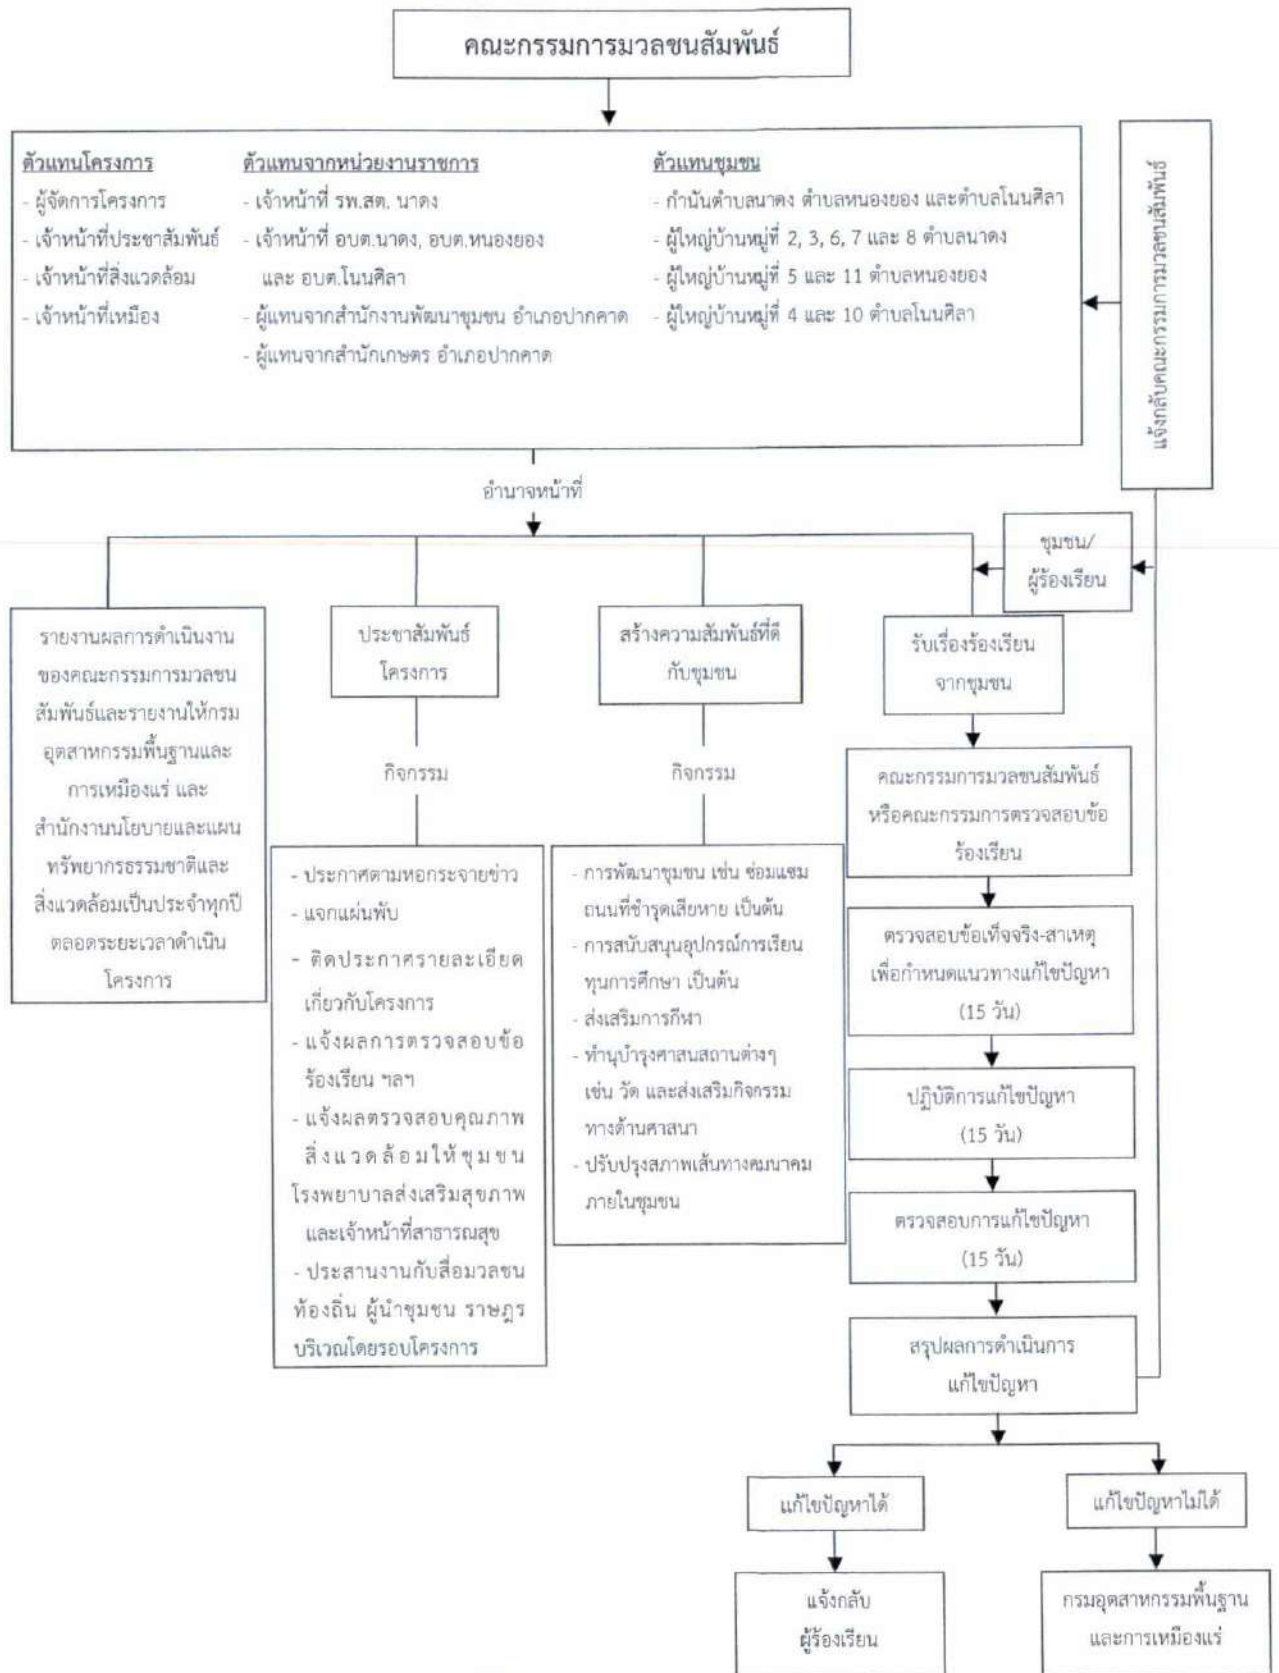 คณะกรรมการมวลชนสัมพันธ์
ตัวแทนโครงการ
- ผู้จัดการโครงการ
- เจ้าหน้าที่ประชาสัมพันธ์
- เจ้าหน้าที่สิ่งแวดล้อม
- เจ้าหน้าที่เหมือง
ตัวแทนจากหน่วยงานราชการ
- เจ้าหน้าที่ รพ.สต. นาดง
- เจ้าหน้าที่ อบต.นาดง, อบต.หนองยอง
และ อบต.โนนศิลา
- ผู้แทนจากสำนักงานพัฒนาชุมชน อำเภอปากคาด
- ผู้แทนจากสำนักเกษตร อำเภอปากคาด
ตัวแทนชุมชน
- กำนันตำบลนาดง ตำบลหนองยอง และตำบลโนนศิลา
- ผู้ใหญ่บ้านหมู่ที่ 2, 3, 6, 7 และ 8 ตำบลนาดง
- ผู้ใหญ่บ้านหมู่ที่ 5 และ 11 ตำบลหนองยอง
- ผู้ใหญ่บ้านหมู่ที่ 4 และ 10 ตำบลโนนศิลา
แจ้งกลับคณะกรรมการมวลชนสัมพันธ์
อำนาจหน้าที่
ชุมชน/
ผู้ร้องเรียน
รายงานผลการดำเนินงาน
ของคณะกรรมการมวลชน
สัมพันธ์และรายงานให้กรม
อุตสาหกรรมพื้นฐานและ
การเหมืองแร่ และ
สำนักงานนโยบายและแผน
ทรัพยากรธรรมชาติและ
สิ่งแวดล้อมเป็นประจำทุกปี
ตลอดระยะเวลาดำเนิน
โครงการ
ประชาสัมพันธ์
โครงการ
กิจกรรม
- ประกาศตามหอกระจายข่าว
- แจกแผ่นพับ
- ติดประกาศรายละเอียด
เกี่ยวกับโครงการ
- แจ้งผลการตรวจสอบข้อ
ร้องเรียน ฯลฯ
- แจ้งผลตรวจสอบคุณภาพ
สิ่งแวดล้อมให้ชุมชน
โรงพยาบาลส่งเสริมสุขภาพ
และเจ้าหน้าที่สาธารณสุข
- ประสานงานกับสื่อมวลชน
ท้องถิ่น ผู้นำชุมชน ราษฎร
บริเวณโดยรอบโครงการ
สร้างความสัมพันธ์ที่ดี
กับชุมชน
กิจกรรม
- การพัฒนาชุมชน เช่น ซ่อมแซม
ถนนที่ชำรุดเสียหาย เป็นต้น
- การสนับสนุนอุปกรณ์การเรียน
ทุนการศึกษา เป็นต้น
- ส่งเสริมการกีฬา
- ทำนุบำรุงศาสนสถานต่างๆ
เช่น วัด และส่งเสริมกิจกรรม
ทางด้านศาสนา
- ปรับปรุงสภาพเส้นทางคมนาคม
ภายในชุมชน
รับเรื่องร้องเรียน
จากชุมชน
คณะกรรมการมวลชนสัมพันธ์
หรือคณะกรรมการตรวจสอบข้อ
ร้องเรียน
ตรวจสอบข้อเท็จจริง-สาเหตุ
เพื่อกำหนดแนวทางแก้ไขปัญหา
(15 วัน)
ปฏิบัติการแก้ไขปัญหา
(15 วัน)
ตรวจสอบการแก้ไขปัญหา
(15 วัน)
สรุปผลการดำเนินการ
แก้ไขปัญหา
แก้ไขปัญหาได้
แก้ไขปัญหาไม่ได้
แจ้งกลับ
ผู้ร้องเรียน
กรมอุตสาหกรรมพื้นฐาน
และการเหมืองแร่